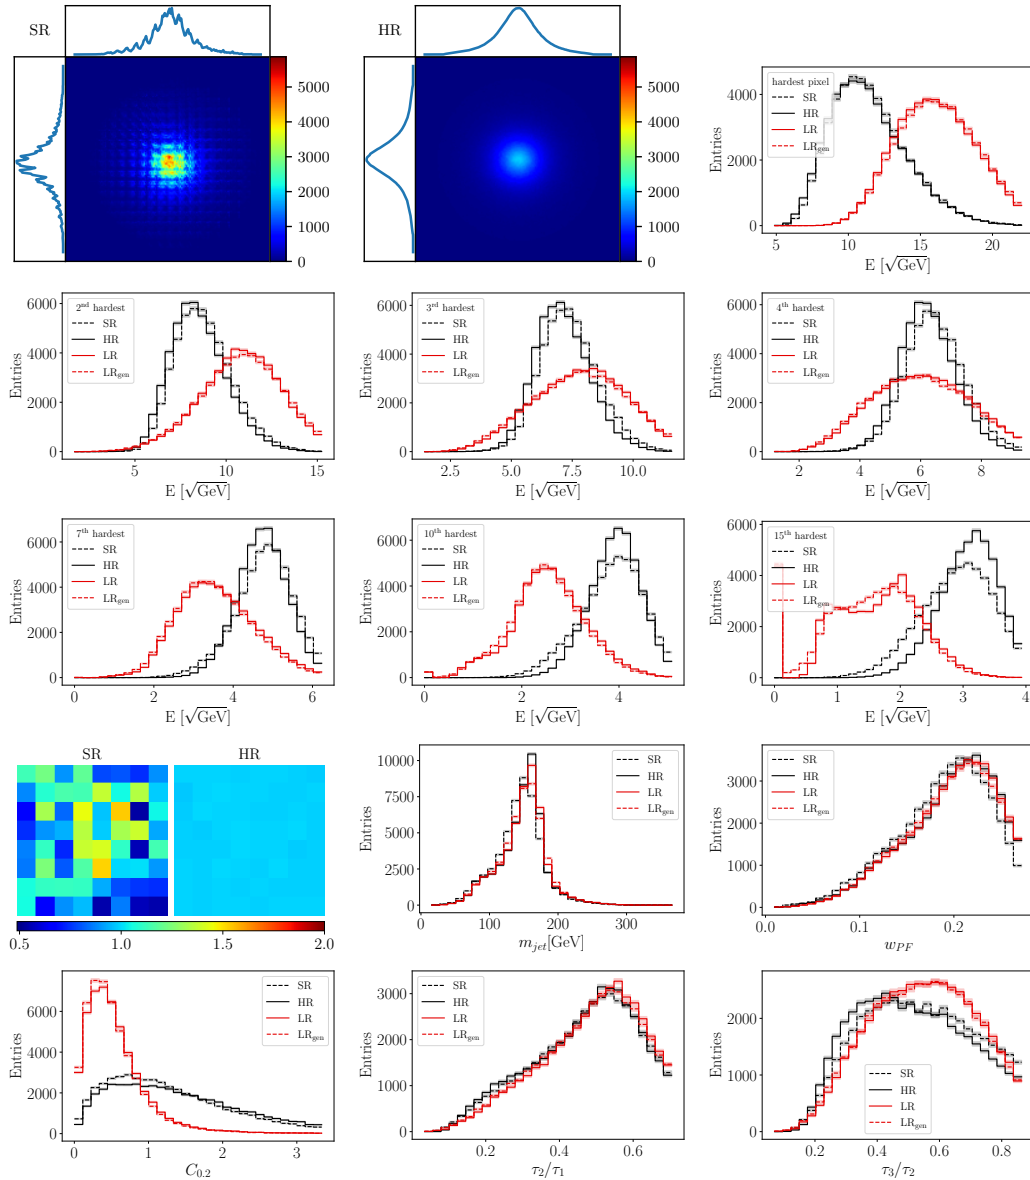 SR
HR
5000
4000
3000
2000
1000
0
5000
4000
3000
2000
1000
0
Entries
4000
2000
0
hardest pixel
SR
HR
LR
LRgen
5 10 15 20
E [√GeV]
Entries
6000
4000
2000
0
2nd hardest
SR
HR
LR
LRgen
5 10 15
E [√GeV]
Entries
6000
4000
2000
0
3rd hardest
SR
HR
LR
LRgen
2.5 5.0 7.5 10.0
E [√GeV]
Entries
6000
4000
2000
0
4th hardest
SR
HR
LR
LRgen
2 4 6 8
E [√GeV]
Entries
6000
4000
2000
0
7th hardest
SR
HR
LR
LRgen
0 2 4 6
E [√GeV]
Entries
6000
4000
2000
0
10th hardest
SR
HR
LR
LRgen
0 2 4
E [√GeV]
Entries
6000
4000
2000
0
15th hardest
SR
HR
LR
LRgen
0 1 2 3 4
E [√GeV]
SR HR
0.5 1.0 1.5 2.0
Entries
10000
7500
5000
2500
0
SR
HR
LR
LRgen
100 200 300
m_jet[GeV]
Entries
3000
2000
1000
0
SR
HR
LR
LRgen
0.0 0.1 0.2
w_PF
Entries
7000
6000
4000
3000
2000
1000
0
SR
HR
LR
LRgen
0 1 2 3
C0.2
Entries
3000
2000
1000
0
SR
HR
LR
LRgen
0.2 0.4 0.6
τ2/τ1
Entries
2000
1000
0
SR
HR
LR
LRgen
0.2 0.4 0.6 0.8
τ3/τ2